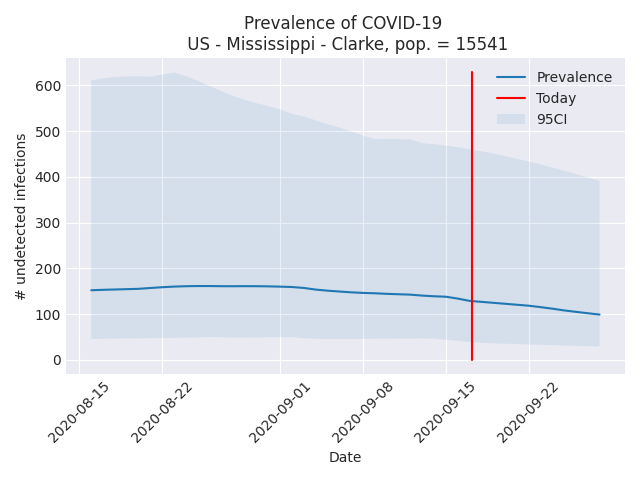 Prevalence of COVID-19
US - Mississippi - Clarke, pop. = 15541
Prevalence
Today
95CI
# undetected infections
600
500
400
300
200
100
0
2020-08-15
2020-08-22
2020-09-01
2020-09-08
2020-09-15
2020-09-22
Date